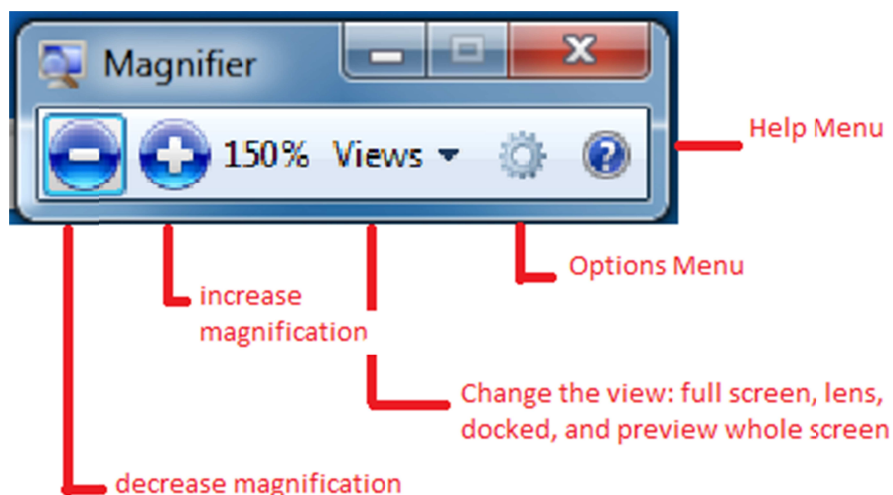 Magnifier
150% Views
Help Menu
Options Menu
increase
magnification
Change the view: full screen, lens,
docked, and preview whole screen
decrease magnification